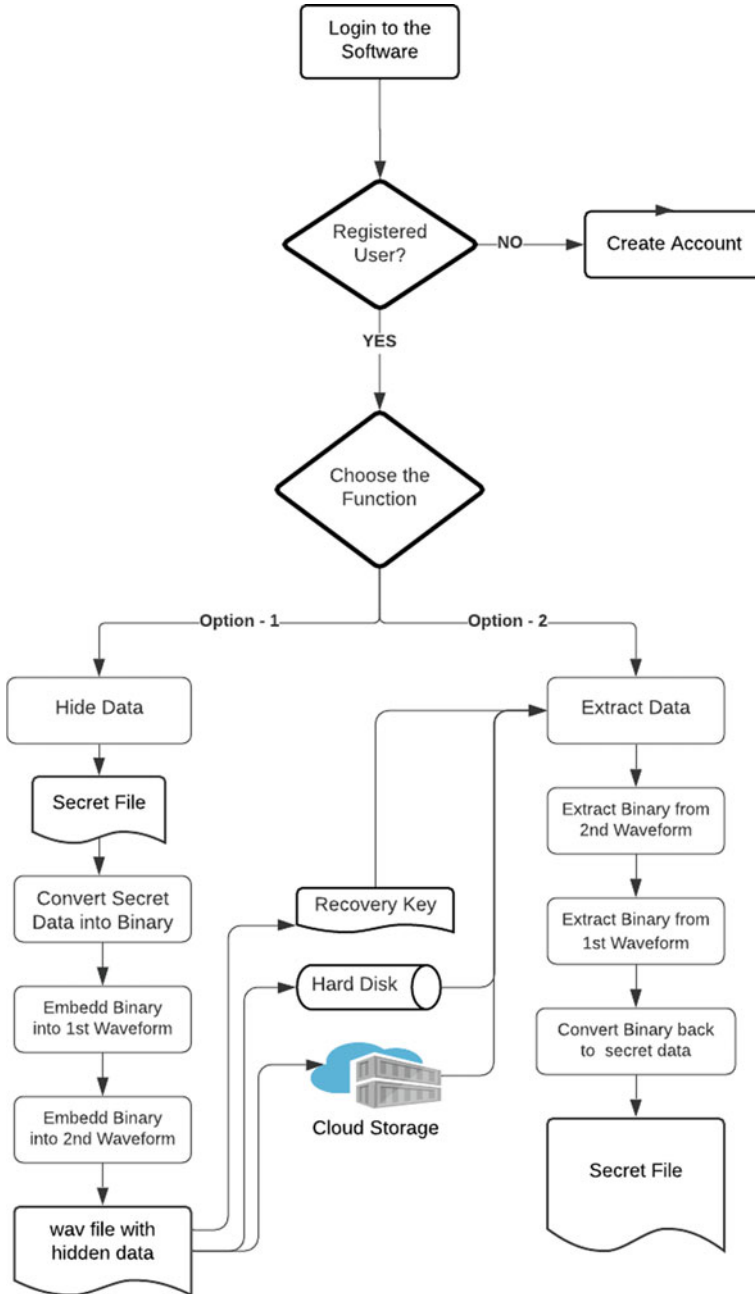 Login to the
Software
Registered
User?
NO
Create Account
YES
Choose the
Function
Option - 1
Option - 2
Hide Data
Extract Data
Secret File
Extract Binary from
2nd Waveform
Convert Secret
Data into Binary
Recovery Key
Extract Binary from
1st Waveform
Hard Disk
Embedd Binary
into 1st Waveform
Convert Binary back
to secret data
Embedd Binary
into 2nd Waveform
Cloud Storage
Secret File
wav file with
hidden data